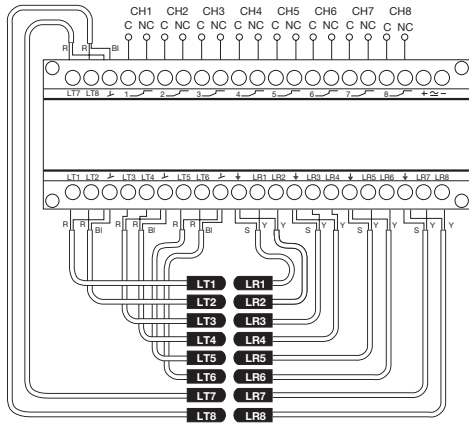 CH1 CH2 CH3 CH4 CH5 CH6 CH7 CH8
C NC C NC C NC C NC C NC C NC C NC C NC
R R Bl
LT7 LT8 1 2 3 4 5 6 7 8 + ≃ −
LT1 LT2 LT3 LT4 LT5 LT6 LR1 LR2 LR3 LR4 LR5 LR6 LR7 LR8
R R Bl R R Bl R R Bl S Y Y S Y Y S Y Y S Y Y
LT1 LR1
LT2 LR2
LT3 LR3
LT4 LR4
LT5 LR5
LT6 LR6
LT7 LR7
LT8 LR8